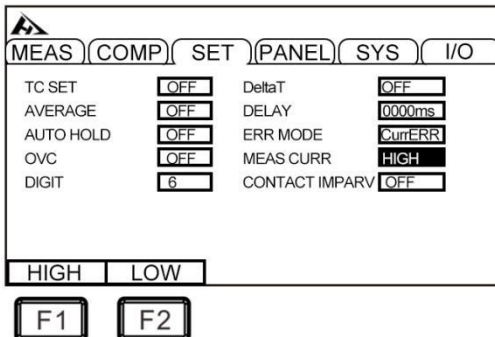 MEAS COMP SET PANEL SYS I/O
TC SET OFF DeltaT OFF
AVERAGE OFF DELAY 0000ms
AUTO HOLD OFF ERR MODE CurrERR
OVC OFF MEAS CURR HIGH
DIGIT 6 CONTACT IMPARV OFF
HIGH LOW
F1 F2